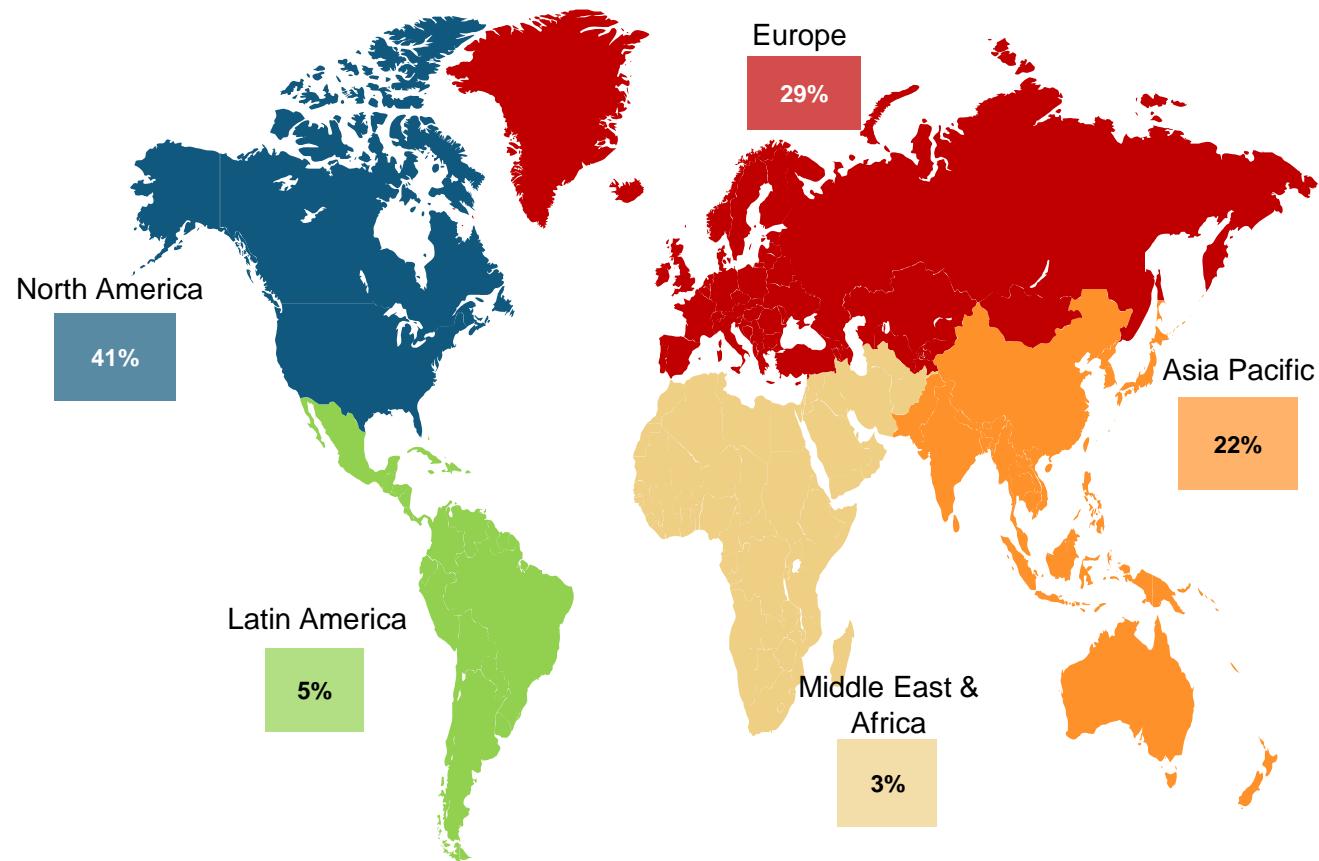 Europe
29%
North America
41%
Asia Pacific
22%
Latin America
5%
Middle East &
Africa
3%